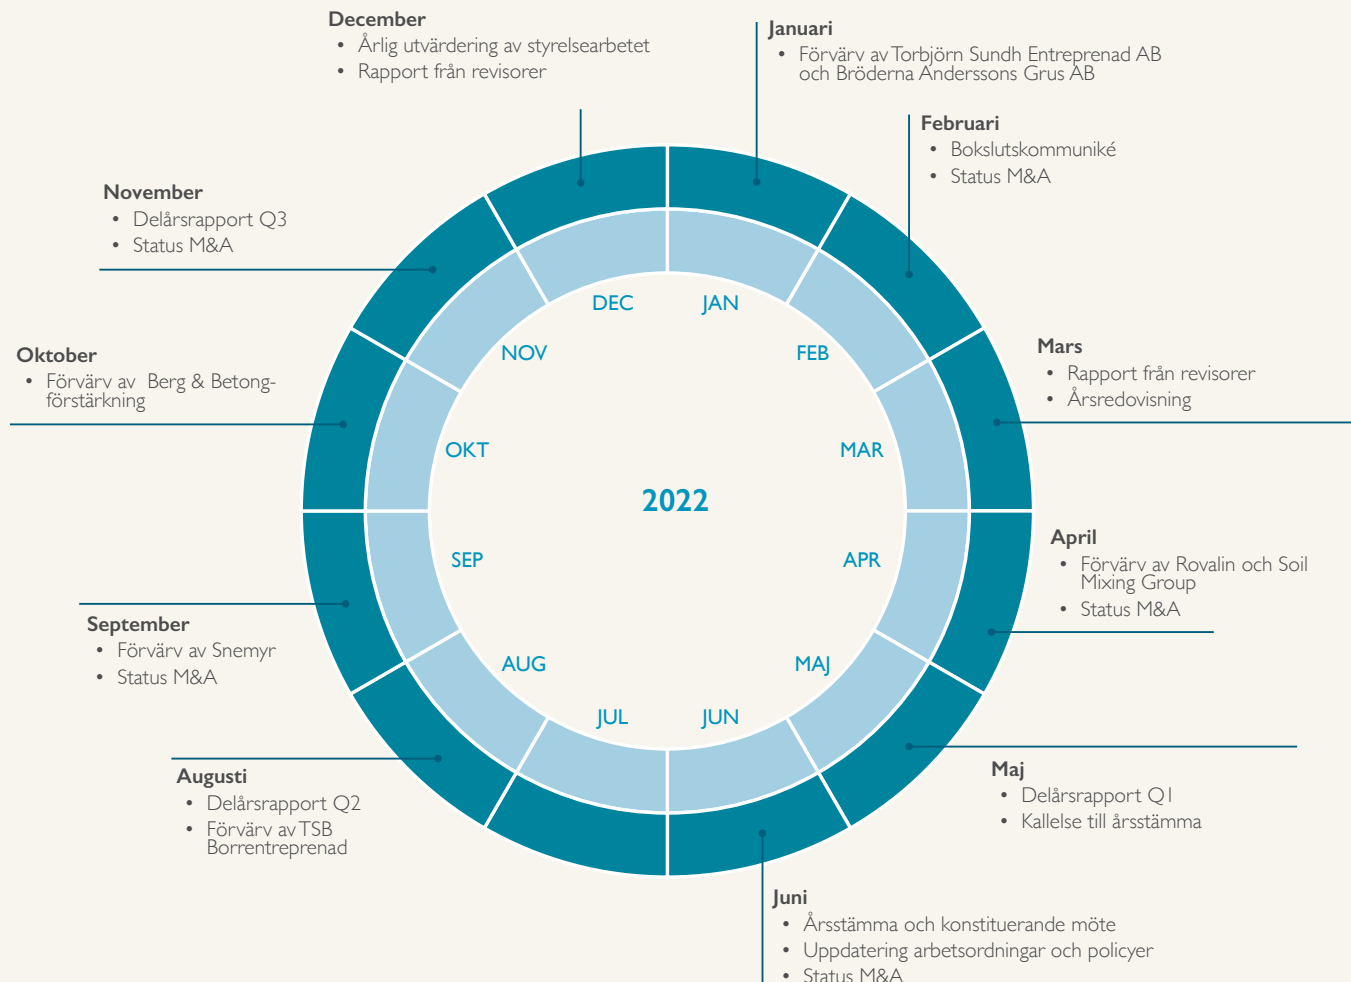 December
• Årlig utvärdering av styrelsearbetet
• Rapport från revisorer
Januari
• Förvärv av Torbjörn Sundh Entreprenad AB
och Bröderna Anderssons Grus AB
Februari
• Bokslutskommuniké
• Status M&A
November
• Delårsrapport Q3
• Status M&A
Oktober
• Förvärv av Berg & Betong-
förstärkning
Mars
• Rapport från revisorer
• Årsredovisning
April
• Förvärv av Rovalin och Soil
Mixing Group
• Status M&A
September
• Förvärv av Snemyr
• Status M&A
Augusti
• Delårsrapport Q2
• Förvärv av TSB
Borrentreprenad
Maj
• Delårsrapport Q1
• Kallelse till årsstämma
Juni
• Årsstämma och konstituerande möte
• Uppdatering arbetsordningar och policyer
• Status M&A
DEC
JAN
NOV
FEB
OKT
MAR
2022
SEP
APR
AUG
MAJ
JUL
JUN